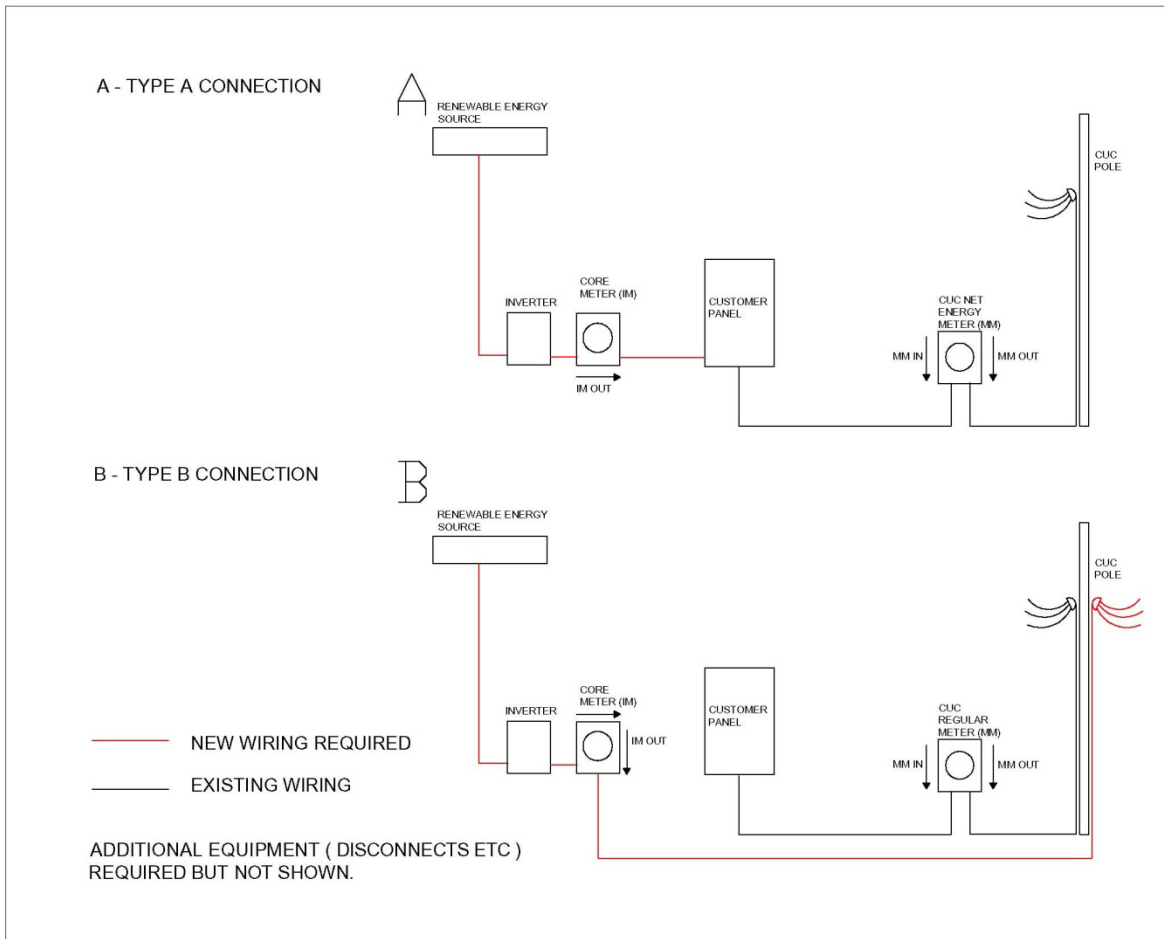 A - TYPE A CONNECTION
A
RENEWABLE ENERGY
SOURCE
CUC
POLE
INVERTER
CORE
METER (IM)
IM OUT
CUSTOMER
PANEL
CUC NET
ENERGY
METER (MM)
MM IN
MM OUT
B - TYPE B CONNECTION
B
RENEWABLE ENERGY
SOURCE
CUC
POLE
INVERTER
CORE
METER (IM)
IM OUT
CUSTOMER
PANEL
CUC
REGULAR
METER (MM)
MM IN
MM OUT
NEW WIRING REQUIRED
EXISTING WIRING
ADDITIONAL EQUIPMENT ( DISCONNECTS ETC )
REQUIRED BUT NOT SHOWN.